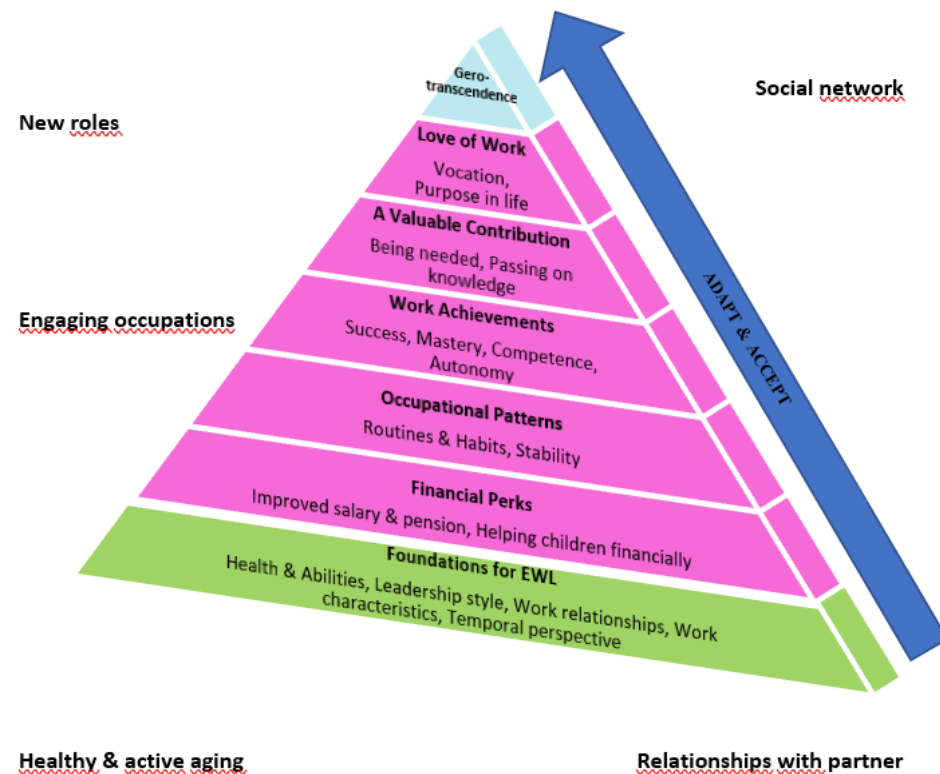 Gero-
transcendence
Social network
New roles
Love of Work
Vocation,
Purpose in life
A Valuable Contribution
Being needed, Passing on
knowledge
ADAPT & ACCEPT
Engaging occupations
Work Achievements
Success, Mastery, Competence,
Autonomy
Occupational Patterns
Routines & Habits, Stability
Financial Perks
Improved salary & pension, Helping children financially
Foundations for EWL
Health & Abilities, Leadership style, Work relationships, Work
characteristics, Temporal perspective
Healthy & active aging
Relationships with partner